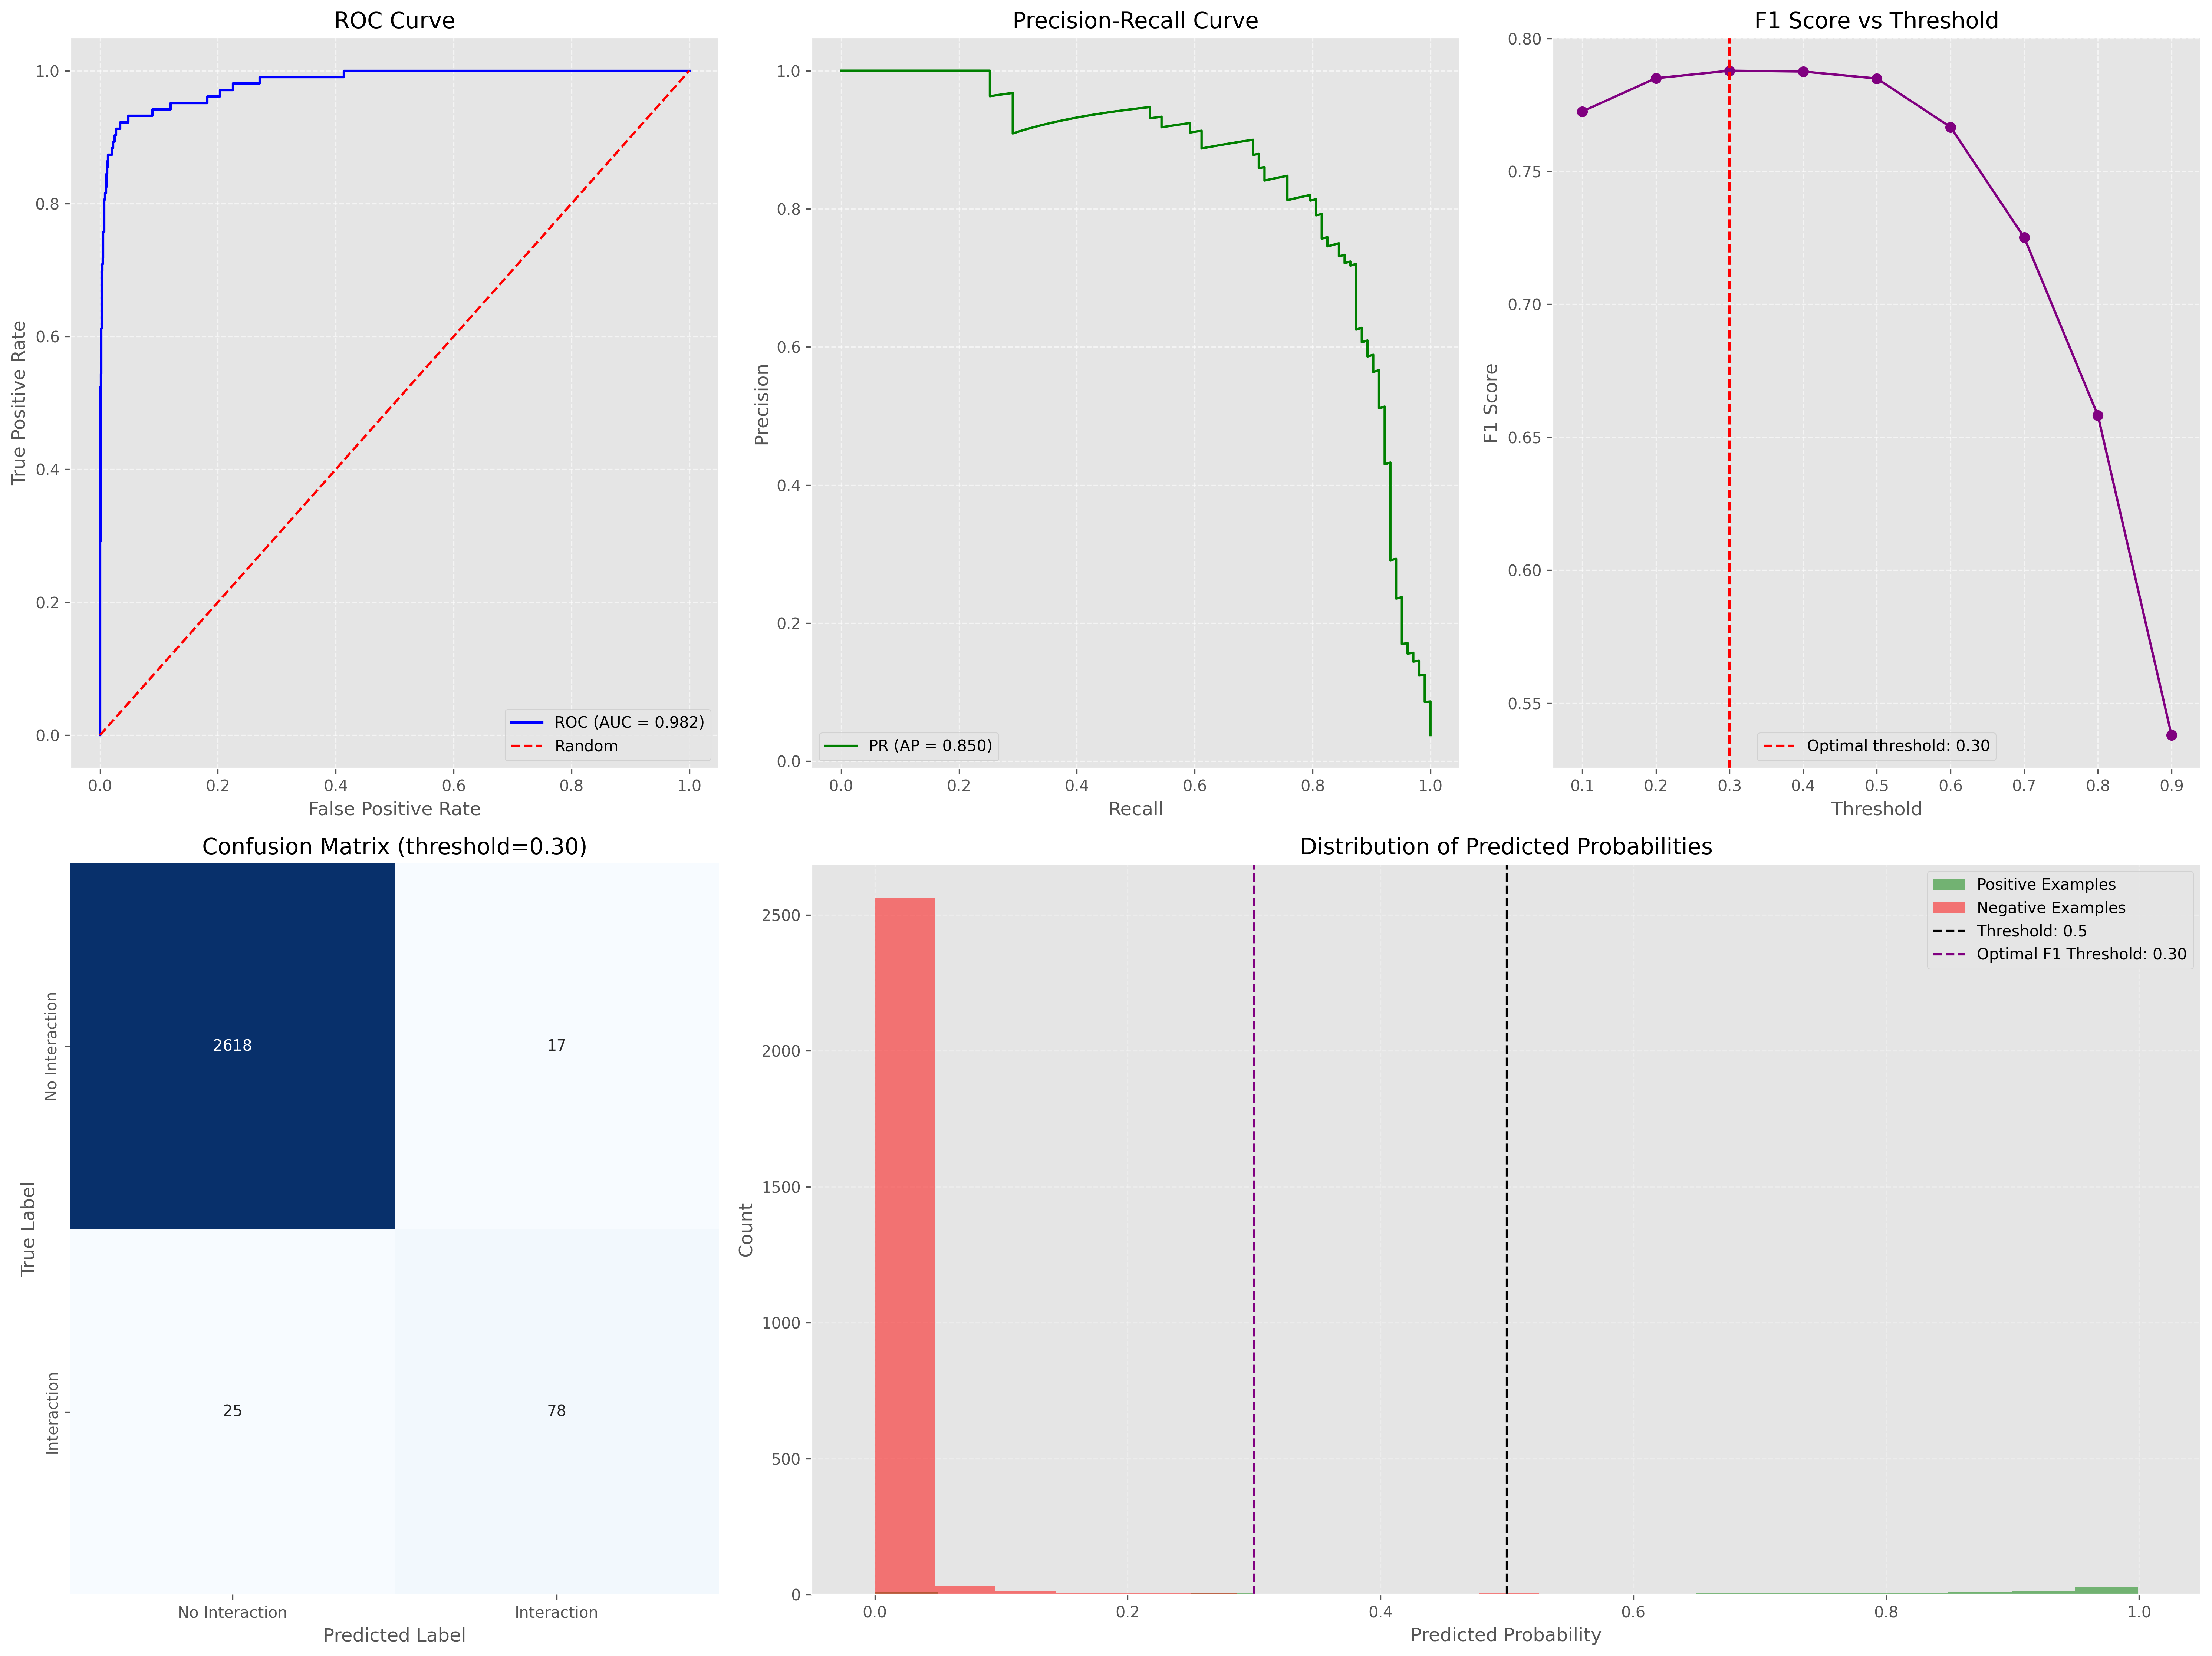 ROC Curve
True Positive Rate
1.0
0.8
0.6
0.4
0.2
0.0
0.0 0.2 0.4 0.6 0.8 1.0
False Positive Rate
ROC (AUC = 0.982)
Random
Precision-Recall Curve
Precision
1.0
0.8
0.6
0.4
0.2
0.0
0.0 0.2 0.4 0.6 0.8 1.0
Recall
PR (AP = 0.850)
F1 Score vs Threshold
F1 Score
0.80
0.75
0.70
0.65
0.60
0.55
0.1 0.2 0.3 0.4 0.5 0.6 0.7 0.8 0.9
Threshold
Optimal threshold: 0.30
Confusion Matrix (threshold=0.30)
True Label
No Interaction
Interaction
2618 17
25 78
No Interaction Interaction
Predicted Label
Distribution of Predicted Probabilities
Count
2500
2000
1500
1000
500
0
0.0 0.2 0.4 0.6 0.8 1.0
Predicted Probability
Positive Examples
Negative Examples
Threshold: 0.5
Optimal F1 Threshold: 0.30